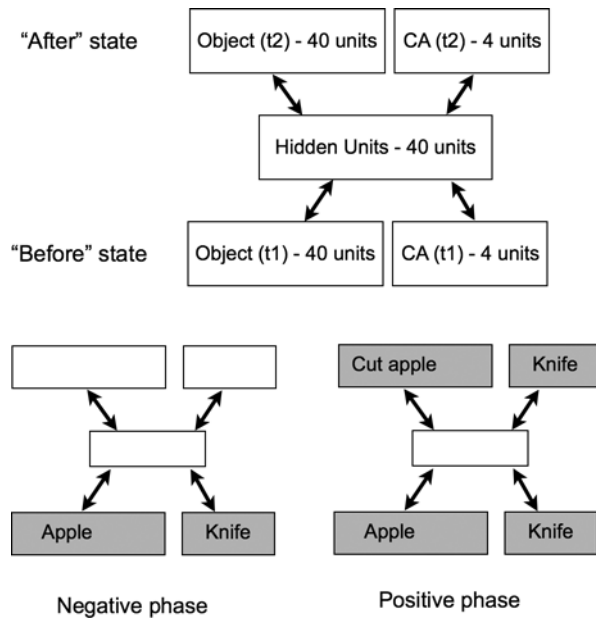 “After” state
Object (t2) - 40 units
CA (t2) - 4 units
Hidden Units - 40 units
“Before” state
Object (t1) - 40 units
CA (t1) - 4 units
Cut apple
Knife
Apple
Knife
Apple
Knife
Negative phase
Positive phase